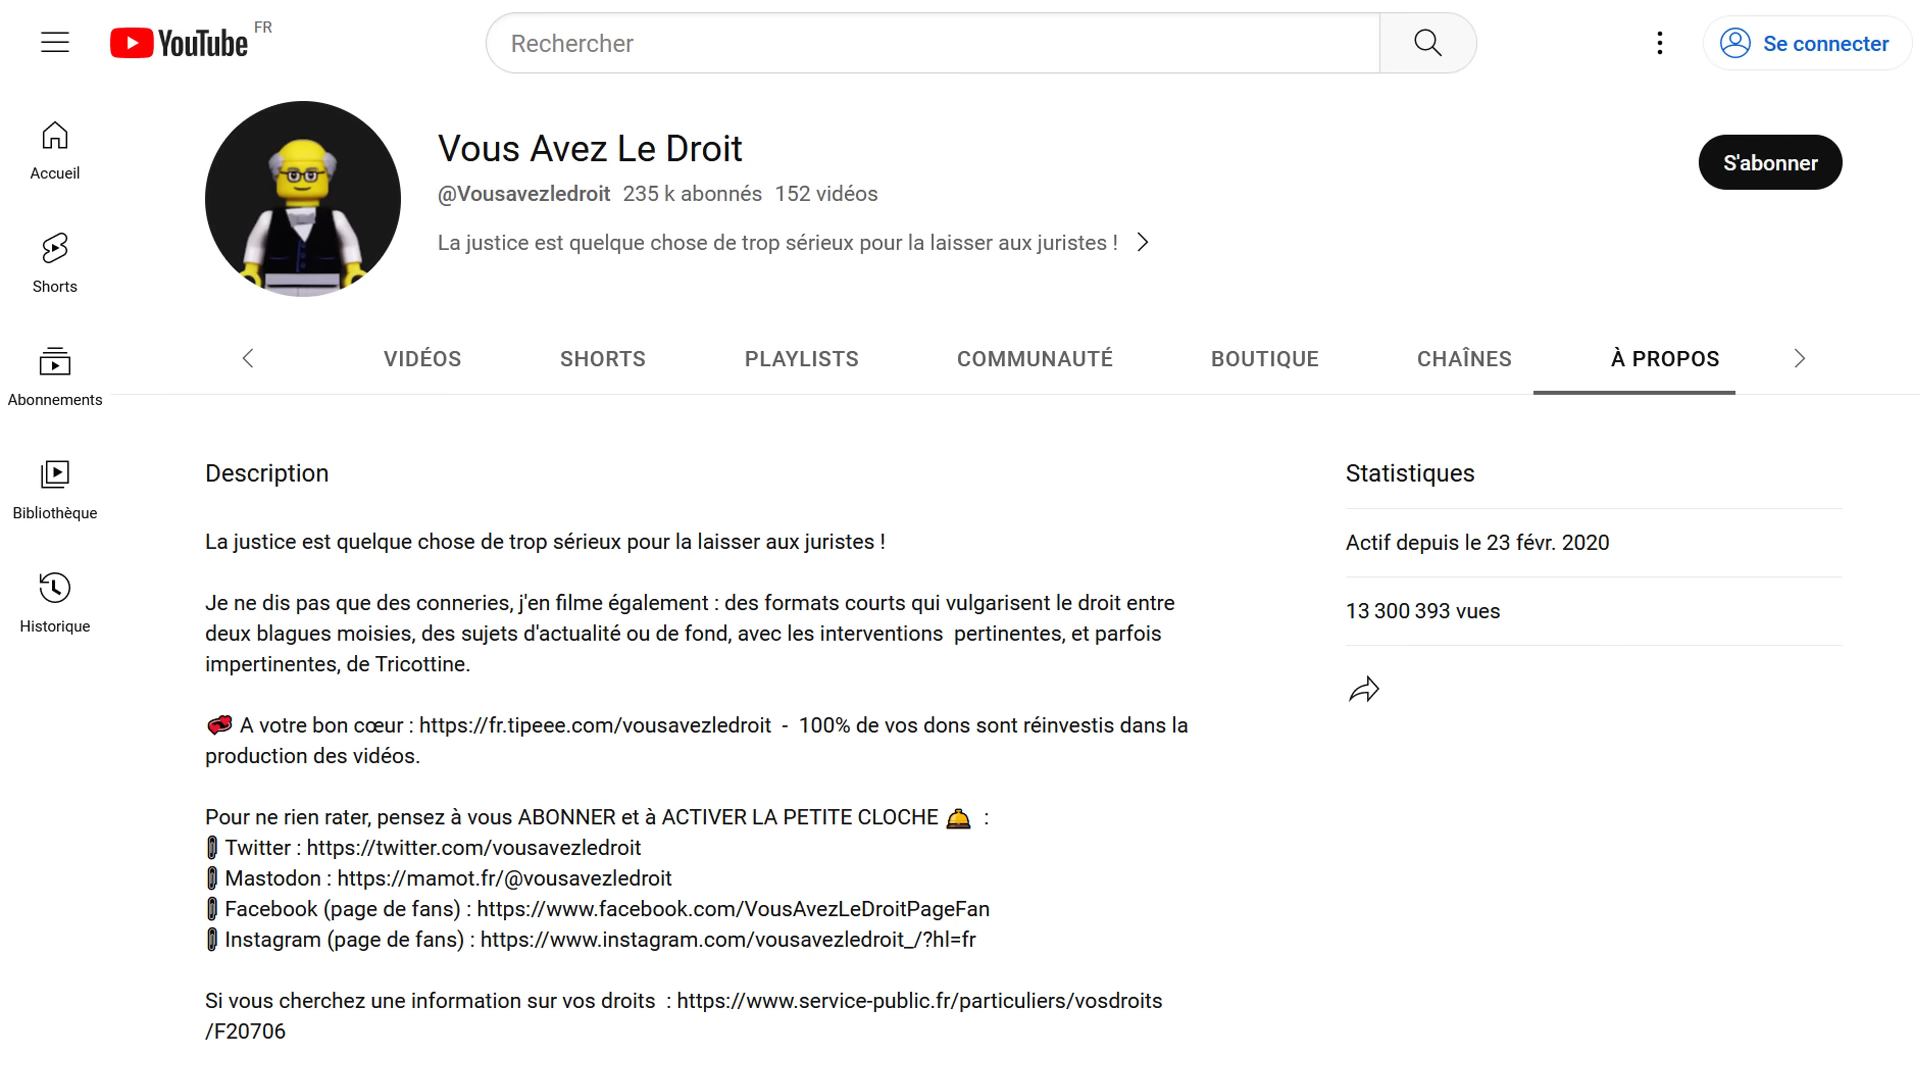 YouTube FR
Rechercher
Se connecter
Accueil
Shorts
Abonnements
Bibliothèque
Historique
Vous Avez Le Droit
@Vousavezledroit 235 k abonnés 152 vidéos
La justice est quelque chose de trop sérieux pour la laisser aux juristes !
S'abonner
VIDÉOS SHORTS PLAYLISTS COMMUNAUTÉ BOUTIQUE CHAÎNES À PROPOS
Description
La justice est quelque chose de trop sérieux pour la laisser aux juristes !
Je ne dis pas que des conneries, j'en filme également : des formats courts qui vulgarisent le droit entre
deux blagues moisies, des sujets d'actualité ou de fond, avec les interventions  pertinentes, et parfois
impertinentes, de Tricottine.
A votre bon cœur : https://fr.tipeee.com/vousavezledroit  -  100% de vos dons sont réinvestis dans la
production des vidéos.
Pour ne rien rater, pensez à vous ABONNER et à ACTIVER LA PETITE CLOCHE 🛎 :
Twitter : https://twitter.com/vousavezledroit
Mastodon : https://mamot.fr/@vousavezledroit
Facebook (page de fans) : https://www.facebook.com/VousAvezLeDroitPageFan
Instagram (page de fans) : https://www.instagram.com/vousavezledroit_/?hl=fr
Si vous cherchez une information sur vos droits  : https://www.service-public.fr/particuliers/vosdroits
/F20706
Statistiques
Actif depuis le 23 févr. 2020
13 300 393 vues